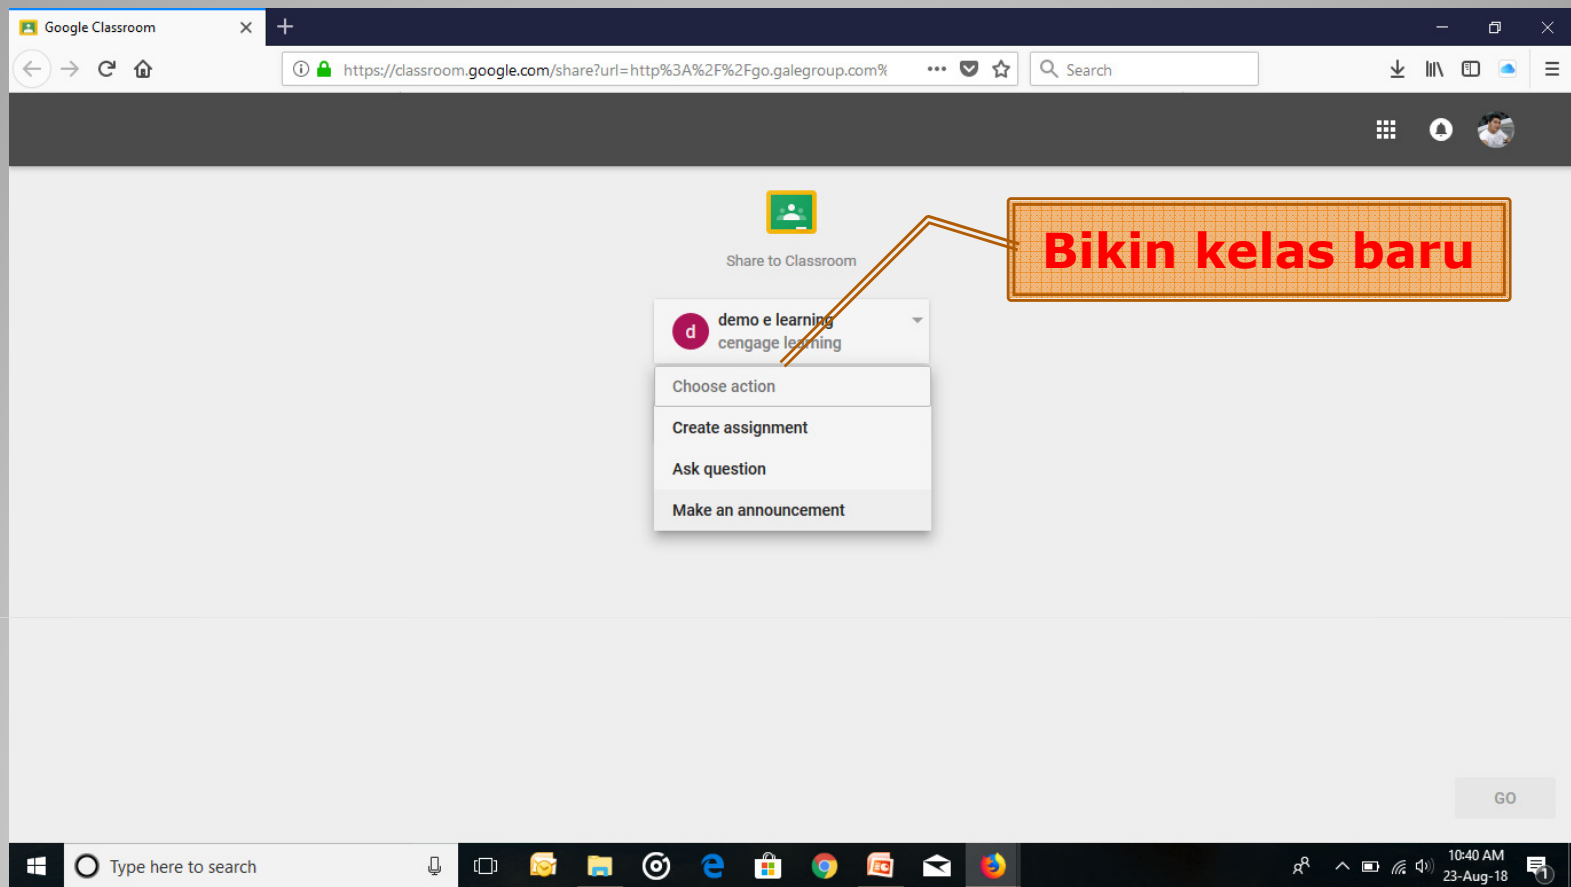 Google Classroom
https://classroom.google.com/share?url=http%3A%2F%2Fgo.galegroup.com%
Search
Share to Classroom
Bikin kelas baru
d
demo e learning
cengage learning
Choose action
Create assignment
Ask question
Make an announcement
GO
Type here to search
10:40 AM
23-Aug-18
1